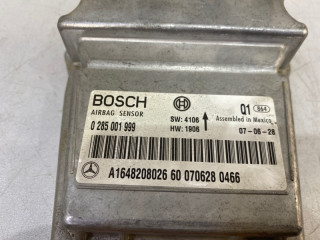 BOSCH
AIRBAG SENSOR
0 285 001 999
SW: 4106
HW: 1906
Q1 864
Assembled in Mexico
07-06-28
A1648208026 60 070628 0466